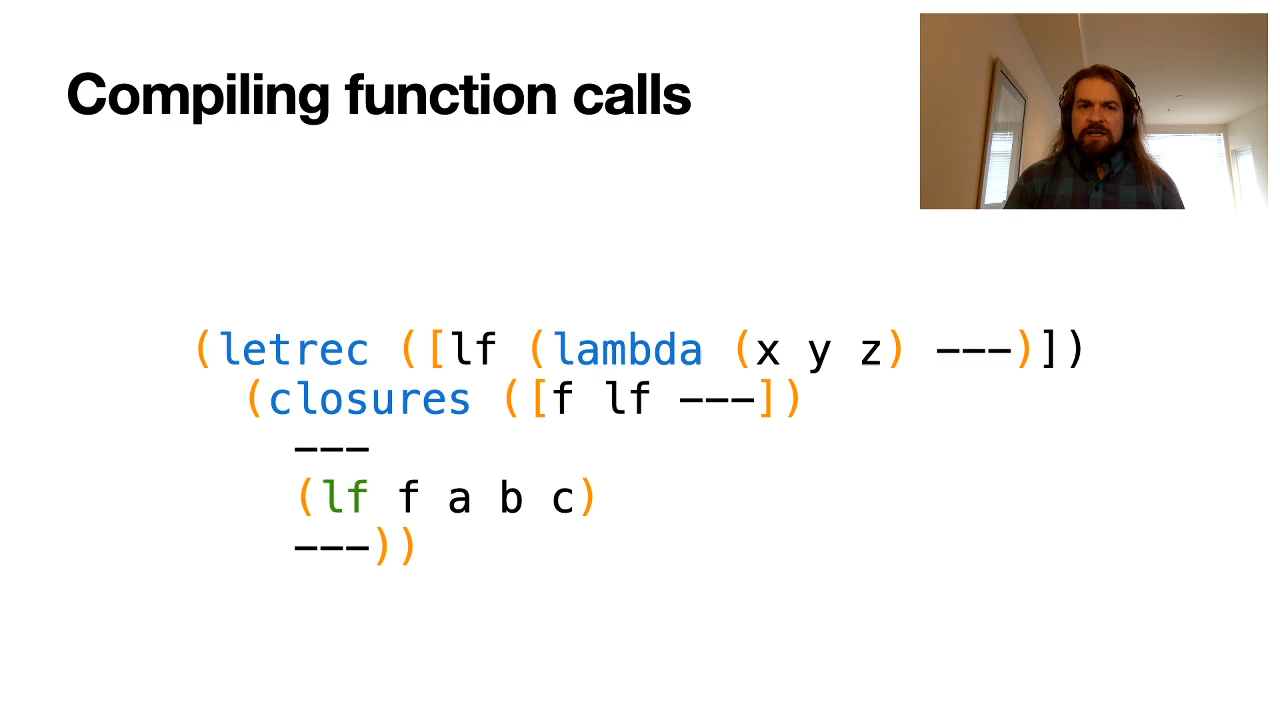 Compiling function calls
(letrec ([lf (lambda (x y z) ---)])
(closures ([f lf ---])
---
(lf f a b c)
---))